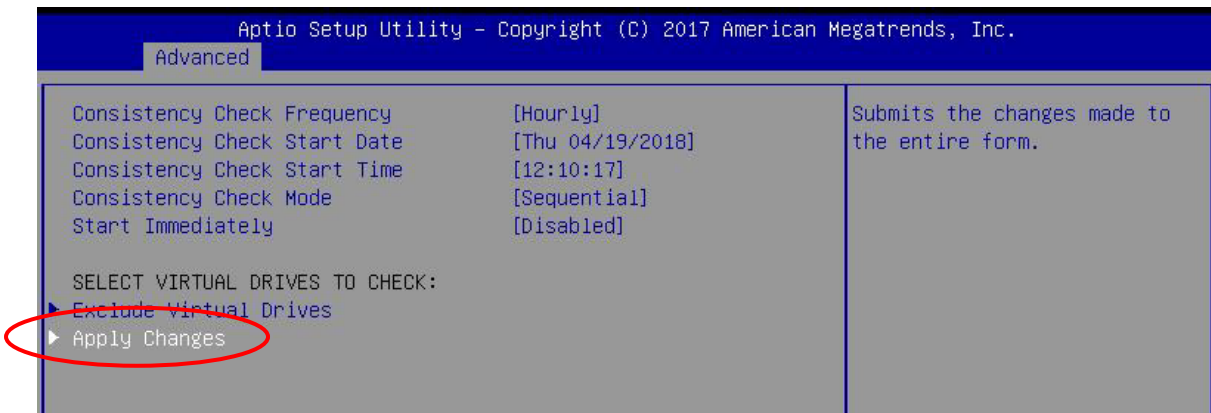 Aptio Setup Utility – Copyright (C) 2017 American Megatrends, Inc.
Advanced
Consistency Check Frequency [Hourly]
Consistency Check Start Date [Thu 04/19/2018]
Consistency Check Start Time [12:10:17]
Consistency Check Mode [Sequential]
Start Immediately [Disabled]
SELECT VIRTUAL DRIVES TO CHECK:
Exclude Virtual Drives
Apply Changes
Submits the changes made to
the entire form.